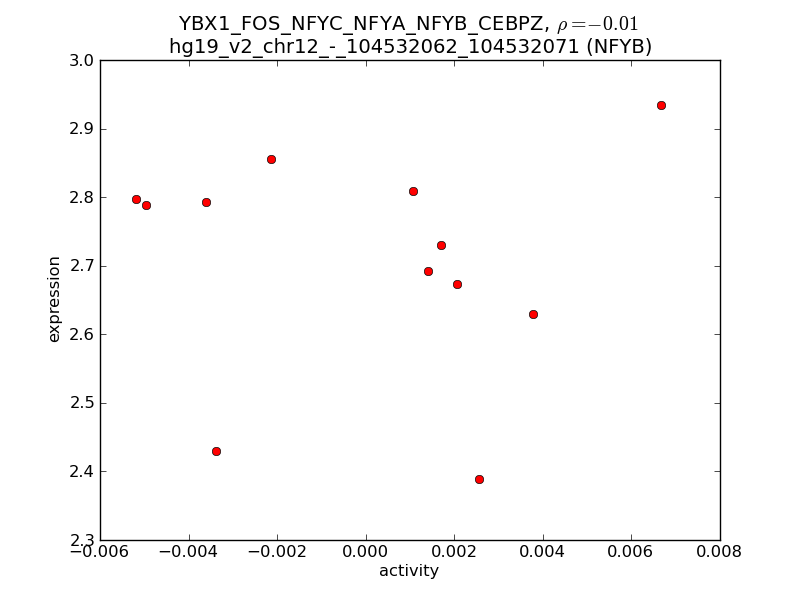 YBX1_FOS_NFYC_NFYA_NFYB_CEBPZ, ρ=−0.01
hg19_v2_chr12_-_104532062_104532071 (NFYB)
3.0
2.9
2.8
2.7
2.6
2.5
2.4
2.3
expression
−0.006 −0.004 −0.002 0.000 0.002 0.004 0.006 0.008
activity